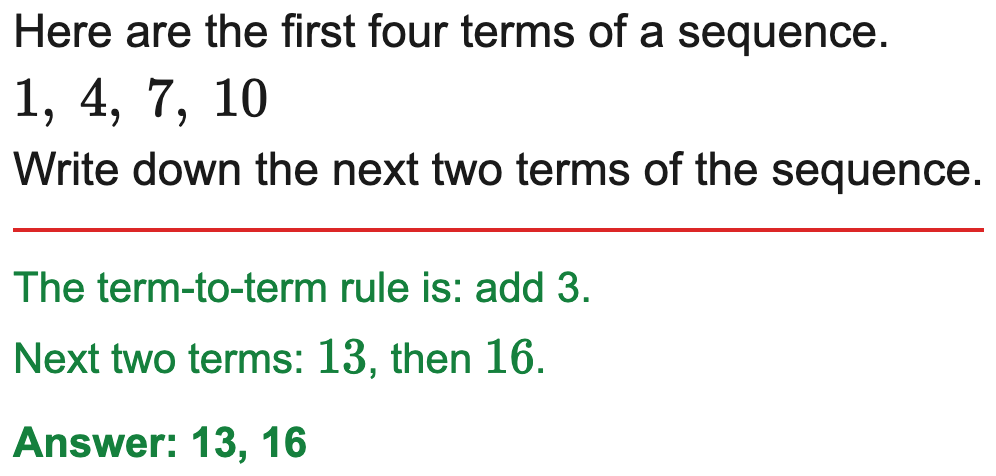 Here are the first four terms of a sequence.
1, 4, 7, 10
Write down the next two terms of the sequence.
The term-to-term rule is: add 3.
Next two terms: 13, then 16.
Answer: 13, 16